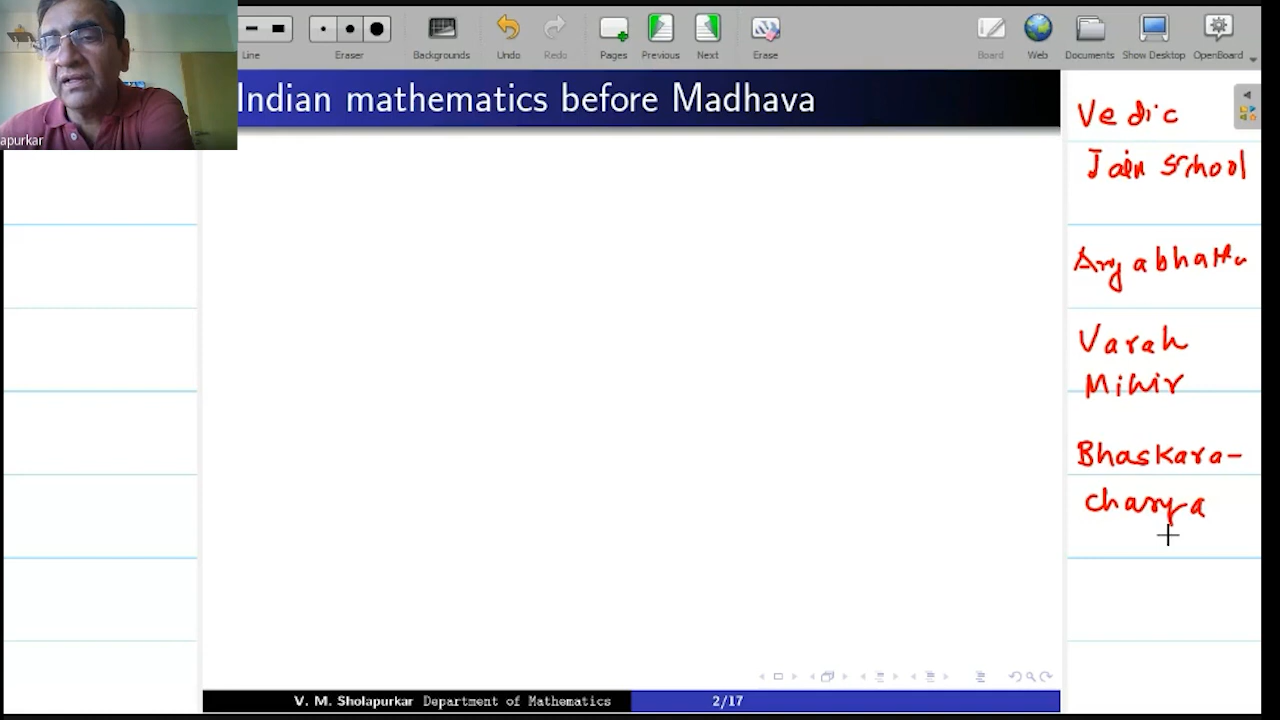 Line
Eraser
Backgrounds
Undo
Redo
Pages
Previous
Next
Erase
Board
Web
Documents
Show Desktop
OpenBoard
apurkar
Indian mathematics before Madhava
Vedic
Jain School
Aryabhatta
Varah
Mihir
Bhaskara-
Charya
V. M. Sholapurkar Department of Mathematics
2/17